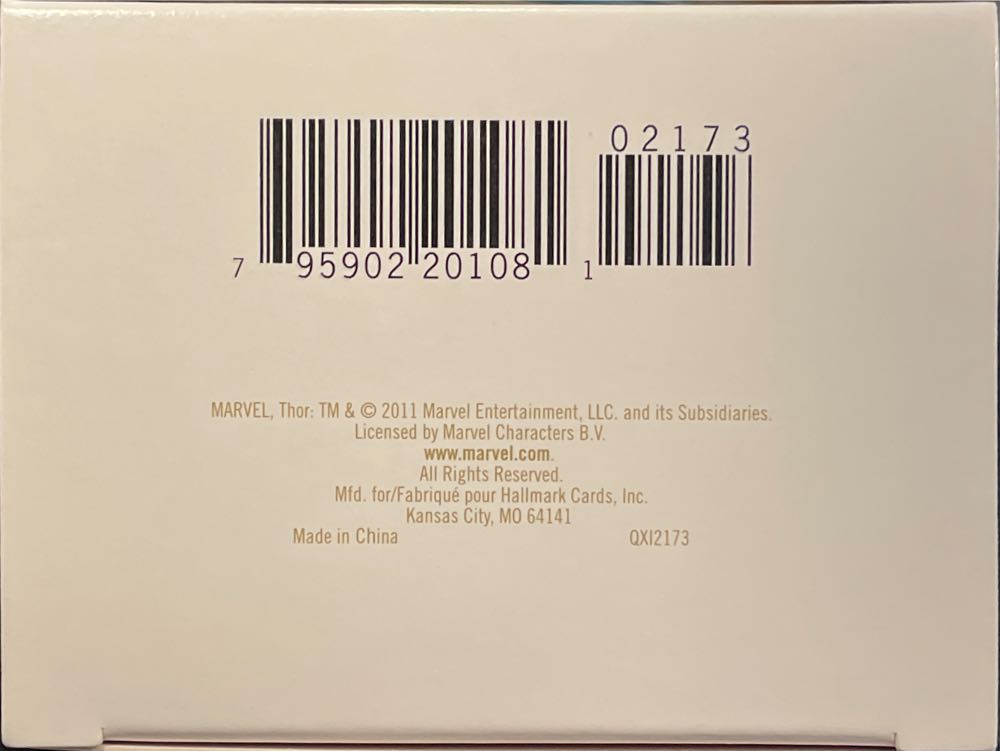 02173
7 95902 20108 1
MARVEL, Thor: TM & © 2011 Marvel Entertainment, LLC. and its Subsidiaries.
Licensed by Marvel Characters B.V.
www.marvel.com.
All Rights Reserved.
Mfd. for/Fabriqué pour Hallmark Cards, Inc.
Kansas City, MO 64141
Made in China QXI2173